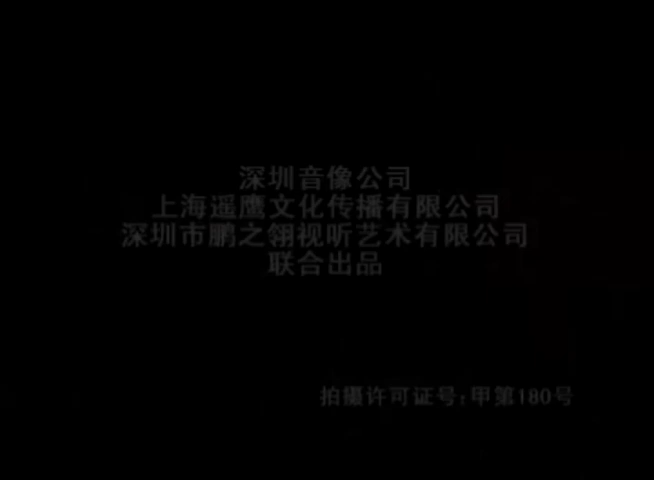 深圳音像公司
上海遥鹰文化传播有限公司
深圳市鹏之翎视听艺术有限公司
联合出品
拍摄许可证号：甲第180号